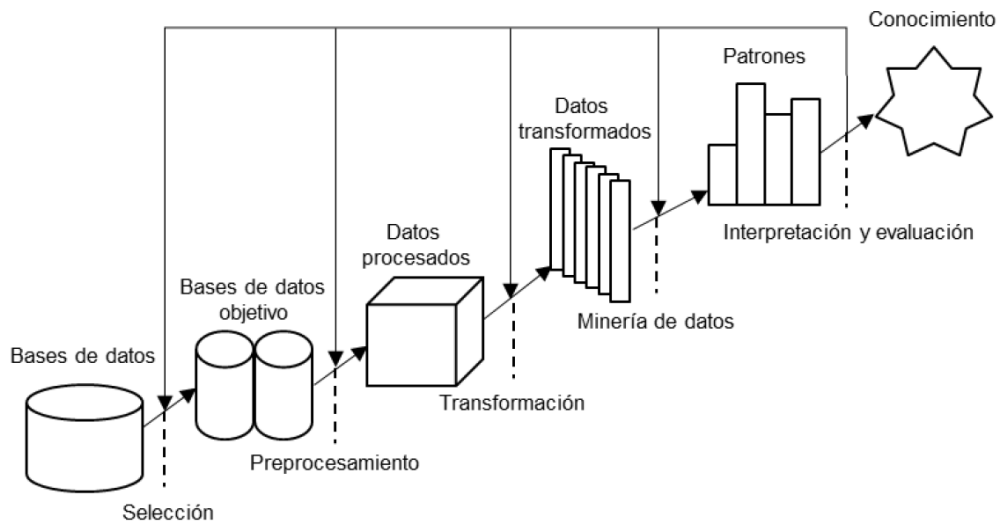 Conocimiento
Patrones
Datos
transformados
Interpretación y evaluación
Datos
procesados
Minería de datos
Bases de datos
objetivo
Transformación
Bases de datos
Preprocesamiento
Selección